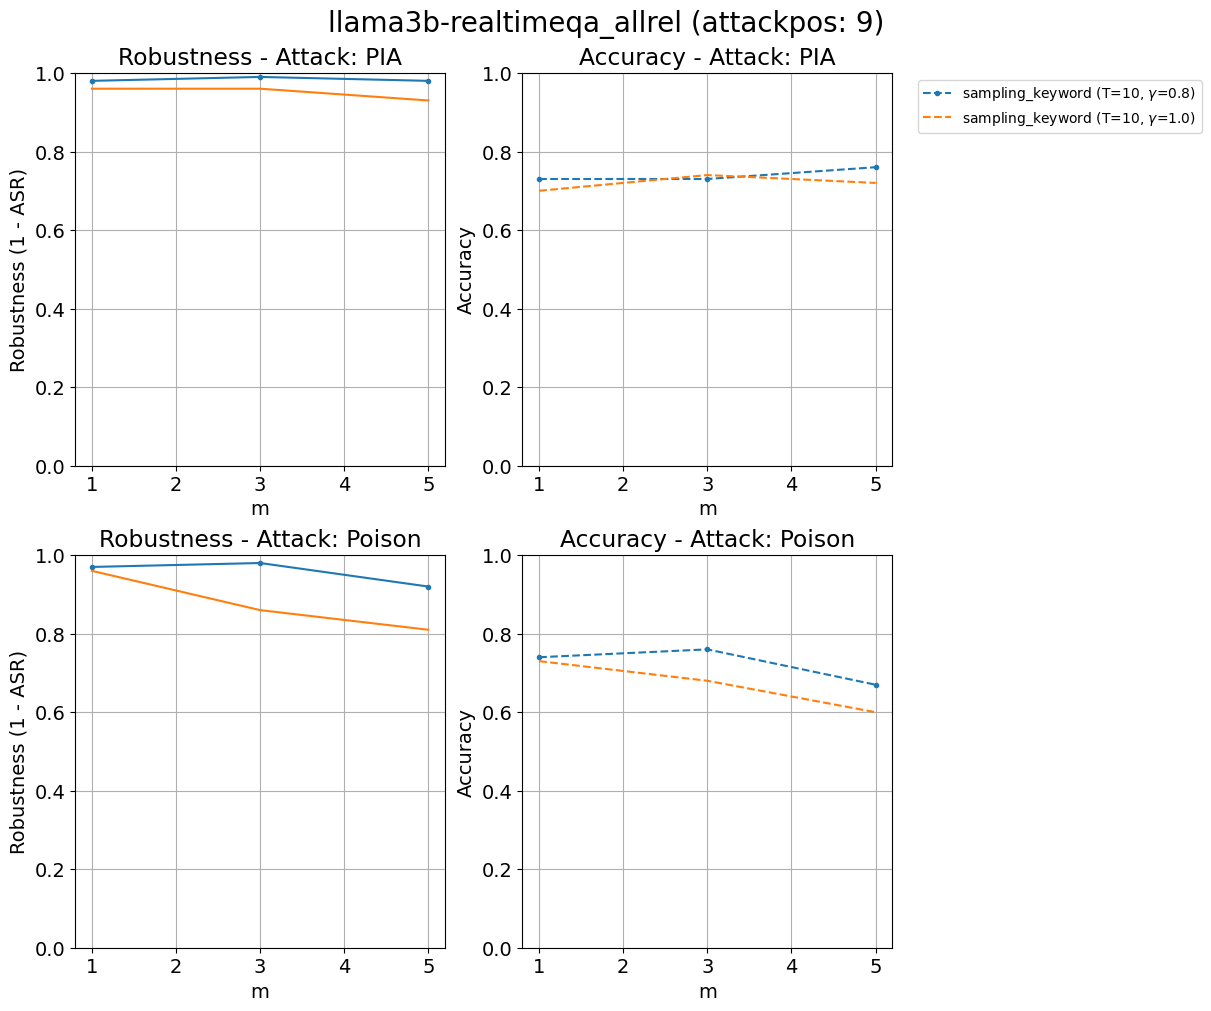 llama3b-realtimeqa_allrel (attackpos: 9)
Robustness - Attack: PIA
Robustness (1 - ASR)
1.0
0.8
0.6
0.4
0.2
0.0
1 2 3 4 5
m
Accuracy - Attack: PIA
Accuracy
1.0
0.8
0.6
0.4
0.2
0.0
1 2 3 4 5
m
sampling_keyword (T=10, γ=0.8)
sampling_keyword (T=10, γ=1.0)
Robustness - Attack: Poison
Robustness (1 - ASR)
1.0
0.8
0.6
0.4
0.2
0.0
1 2 3 4 5
m
Accuracy - Attack: Poison
Accuracy
1.0
0.8
0.6
0.4
0.2
0.0
1 2 3 4 5
m